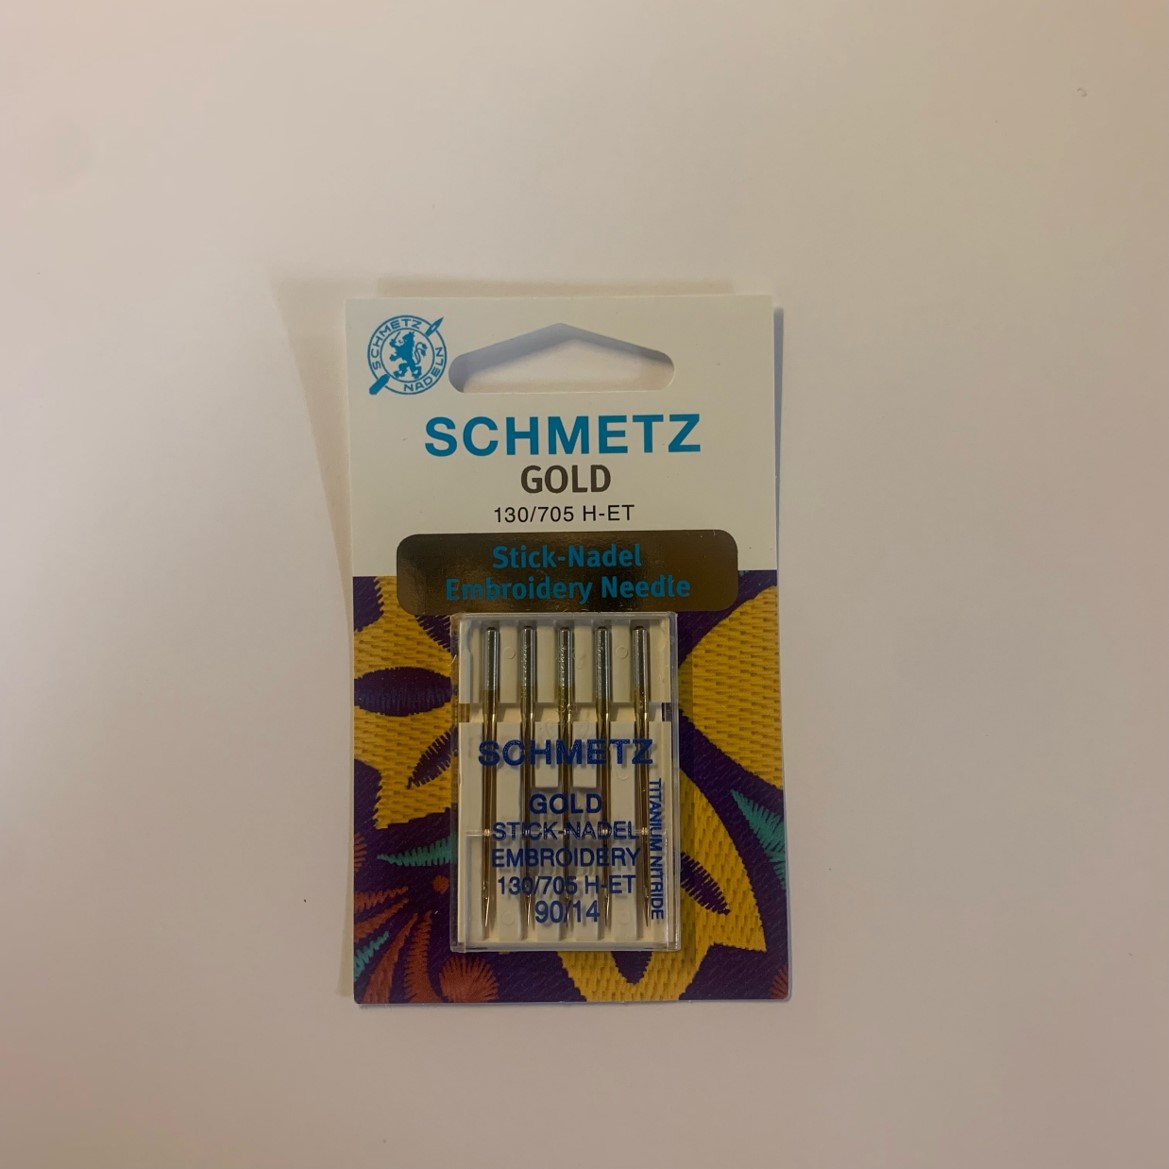 SCHMETZ
NADELN
SCHMETZ
GOLD
130/705 H-ET
Stick-Nadel
Embroidery Needle
SCHMETZ
GOLD
STICK-NADEL
EMBROIDERY
130/705 H-ET
90/14
TITANIUM NITRIDE